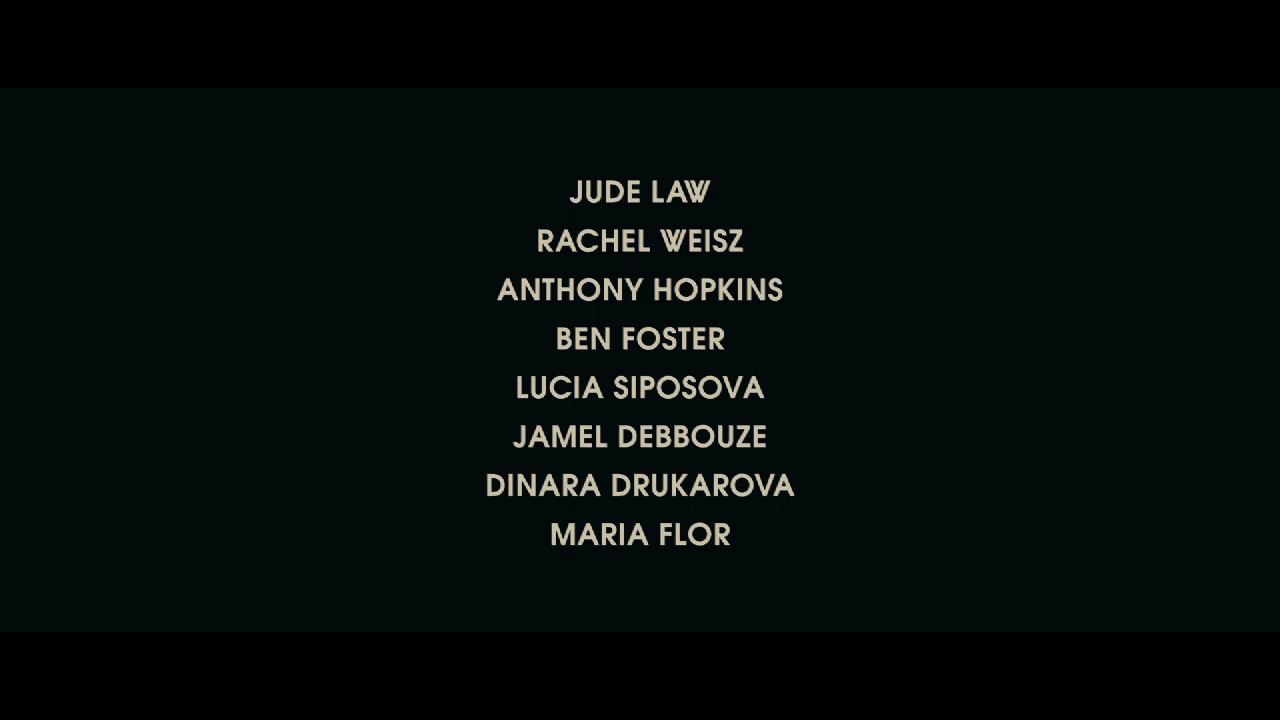 JUDE LAW
RACHEL WEISZ
ANTHONY HOPKINS
BEN FOSTER
LUCIA SIPOSOVA
JAMEL DEBBOUZE
DINARA DRUKAROVA
MARIA FLOR